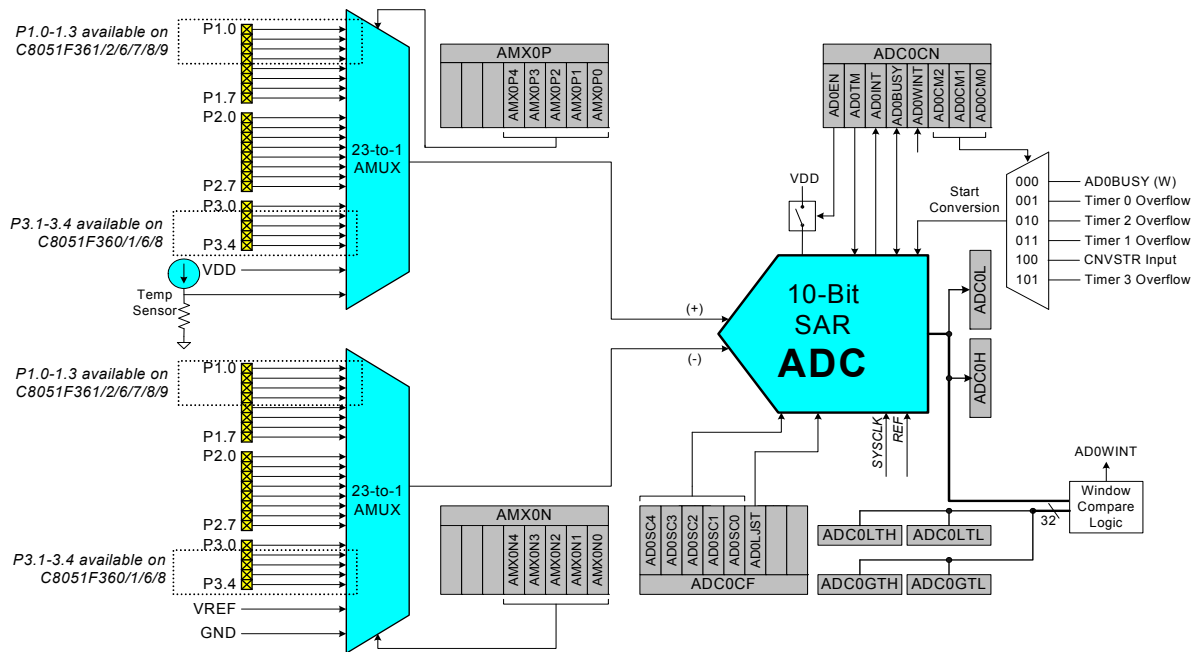 P1.0-1.3 available on
C8051F361/2/6/7/8/9
P1.0
P1.7
P2.0
P2.7
P3.0
P3.1-3.4 available on
C8051F360/1/6/8
P3.4
VDD
Temp
Sensor
23-to-1
AMUX
AMX0P
AMX0P4
AMX0P3
AMX0P2
AMX0P1
AMX0P0
ADC0CN
AD0EN
AD0TM
AD0INT
AD0BUSY
AD0WINT
AD0CM2
AD0CM1
AD0CM0
VDD
Start
Conversion
000
001
010
011
100
101
AD0BUSY (W)
Timer 0 Overflow
Timer 2 Overflow
Timer 1 Overflow
CNVSTR Input
Timer 3 Overflow
(+)
(-)
10-Bit
SAR
ADC
ADC0L
ADC0H
SYSCLK
REF
P1.0-1.3 available on
C8051F361/2/6/7/8/9
P1.0
P1.7
P2.0
P2.7
P3.0
P3.1-3.4 available on
C8051F360/1/6/8
P3.4
VREF
GND
23-to-1
AMUX
AMX0N
AMX0N4
AMX0N3
AMX0N2
AMX0N1
AMX0N0
AD0SC4
AD0SC3
AD0SC2
AD0SC1
AD0SC0
AD0LJST
ADC0CF
AD0WINT
Window
Compare
Logic
32
ADC0LTH
ADC0LTL
ADC0GTH
ADC0GTL